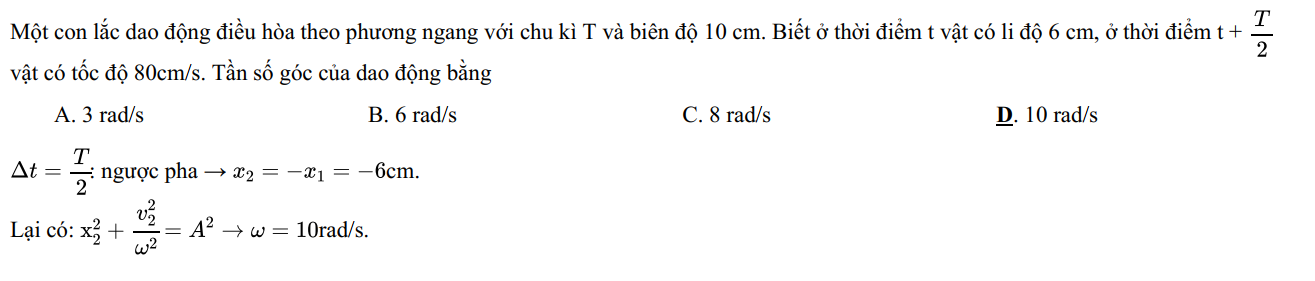 Một con lắc dao động điều hòa theo phương ngang với chu kì T và biên độ 10 cm. Biết ở thời điểm t vật có li độ 6 cm, ở thời điểm t + $\frac{T}{2}$
vật có tốc độ 80cm/s. Tần số góc của dao động bằng
A. 3 rad/s B. 6 rad/s C. 8 rad/s D. 10 rad/s
$\Delta t = \frac{T}{2}$: ngược pha $\to x_2 = -x_1 = -6$cm.
Lại có: $x_2^2 + \frac{v_2^2}{\omega^2} = A^2 \to \omega = 10$rad/s.